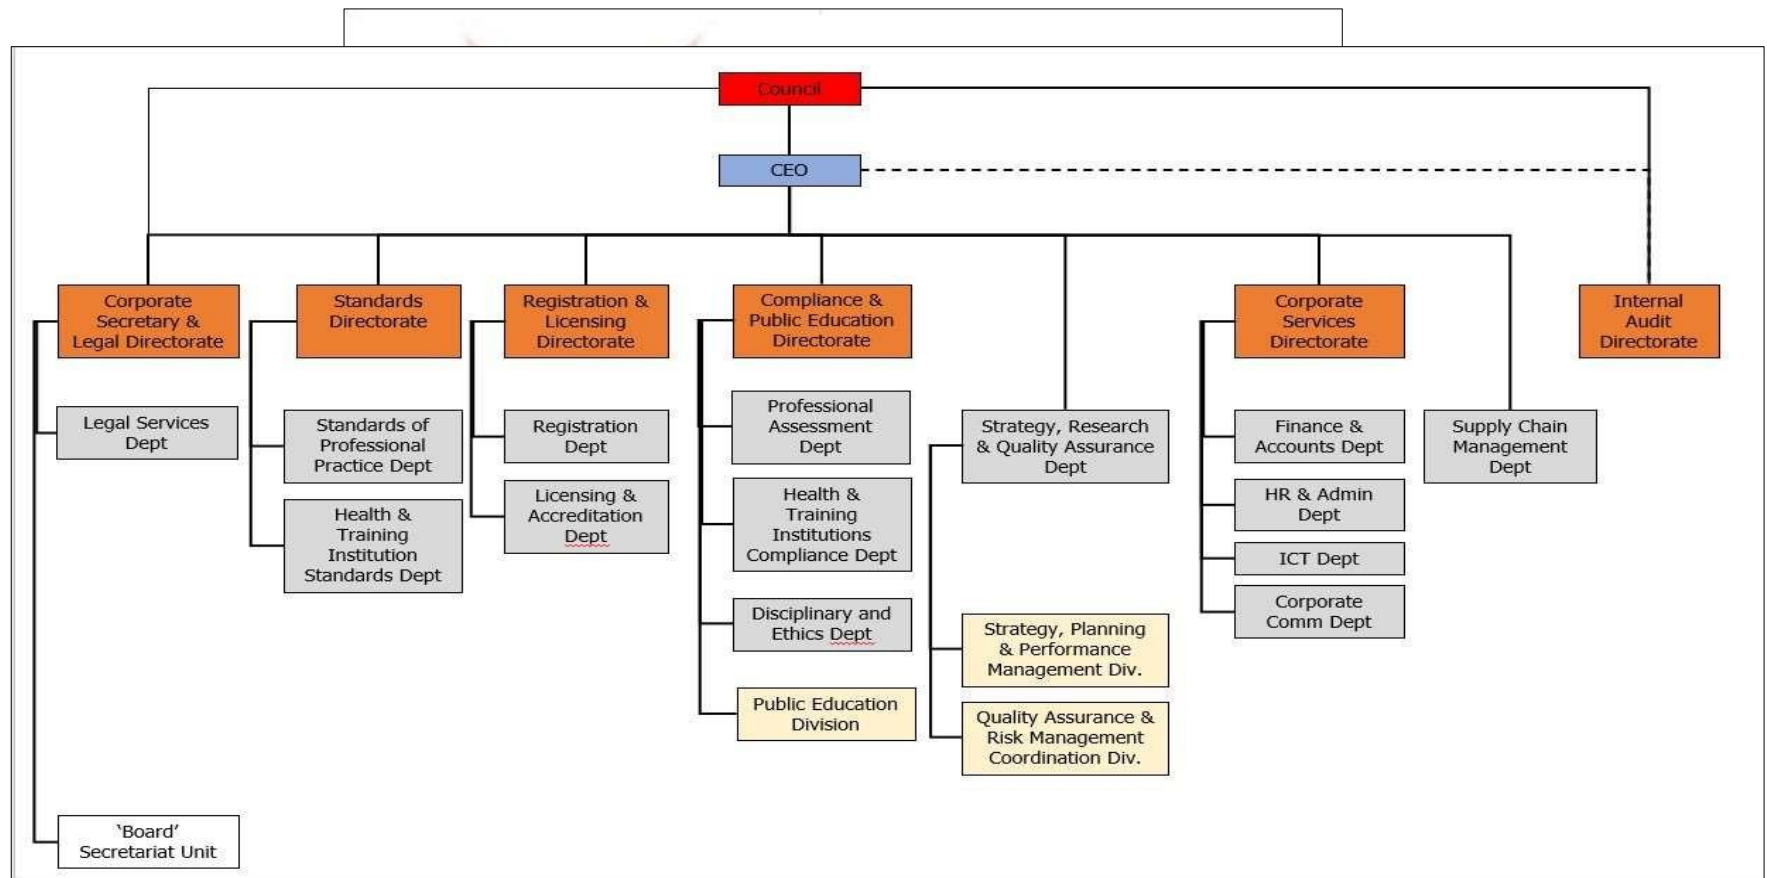 Council
CEO
Corporate
Secretary &
Legal Directorate
Standards
Directorate
Registration &
Licensing
Directorate
Compliance &
Public Education
Directorate
Corporate
Services
Directorate
Internal
Audit
Directorate
Legal Services
Dept
Standards of
Professional
Practice Dept
Health &
Training
Institution
Standards Dept
Registration
Dept
Licensing &
Accreditation
Dept
Professional
Assessment
Dept
Health &
Training
Institutions
Compliance Dept
Disciplinary and
Ethics Dept
Public Education
Division
Strategy, Research
& Quality Assurance
Dept
Strategy, Planning
& Performance
Management Div.
Quality Assurance &
Risk Management
Coordination Div.
Finance &
Accounts Dept
HR & Admin
Dept
ICT Dept
Corporate
Comm Dept
Supply Chain
Management
Dept
‘Board’
Secretariat Unit